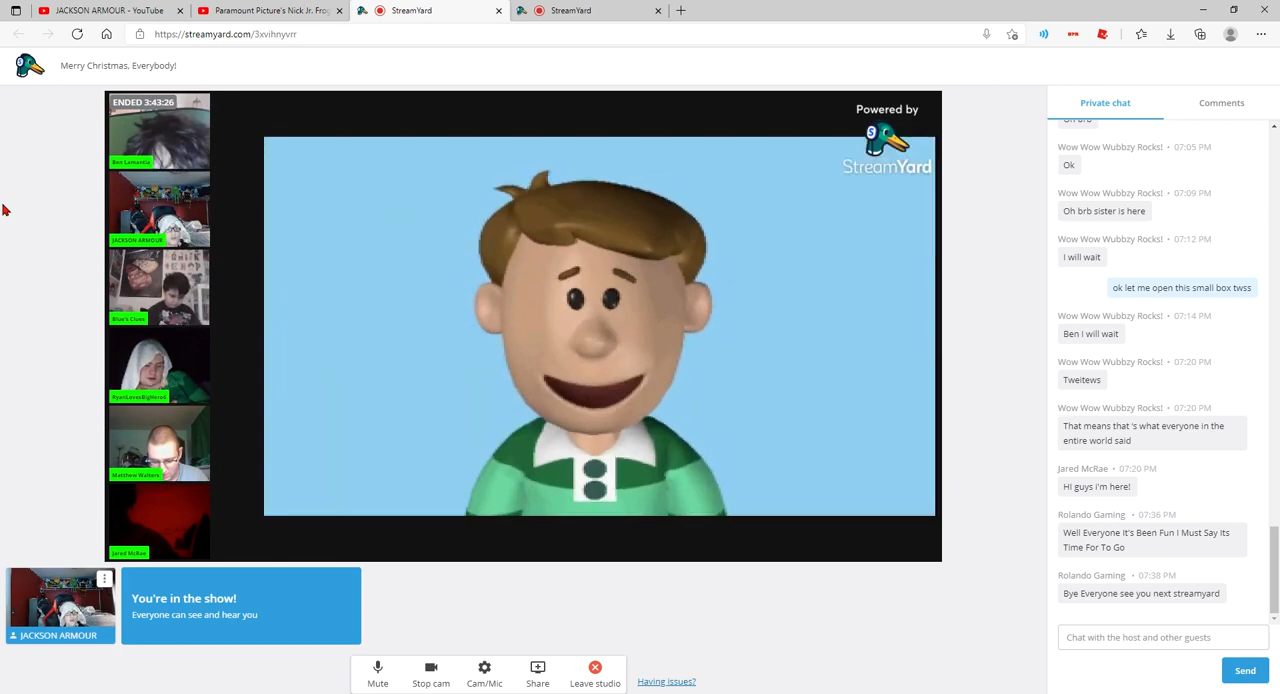 JACKSON ARMOUR - YouTube
Paramount Picture's Nick Jr. Frog
StreamYard
StreamYard
https://streamyard.com/3xvihnyvrr
Merry Christmas, Everybody!
ENDED 3:43:26
Powered by
StreamYard
Ben Lamantia
JACKSON ARMOUR
Blue's Clues
RyanLovesBigHero6
Matthew Walters
Jared McRae
JACKSON ARMOUR
You're in the show!
Everyone can see and hear you
Mute
Stop cam
Cam/Mic
Share
Leave studio
Having issues?
Private chat
Comments
Oh brb
Wow Wow Wubbzy Rocks! • 07:05 PM
Ok
Wow Wow Wubbzy Rocks! • 07:09 PM
Oh brb sister is here
Wow Wow Wubbzy Rocks! • 07:12 PM
I will wait
ok let me open this small box twss
Wow Wow Wubbzy Rocks! • 07:14 PM
Ben I will wait
Wow Wow Wubbzy Rocks! • 07:20 PM
Tweitews
Wow Wow Wubbzy Rocks! • 07:20 PM
That means that 's what everyone in the
entire world said
Jared McRae • 07:20 PM
HI guys i'm here!
Rolando Gaming • 07:36 PM
Well Everyone It's Been Fun I Must Say Its
Time For To Go
Rolando Gaming • 07:38 PM
Bye Everyone see you next streamyard
Chat with the host and other guests
Send